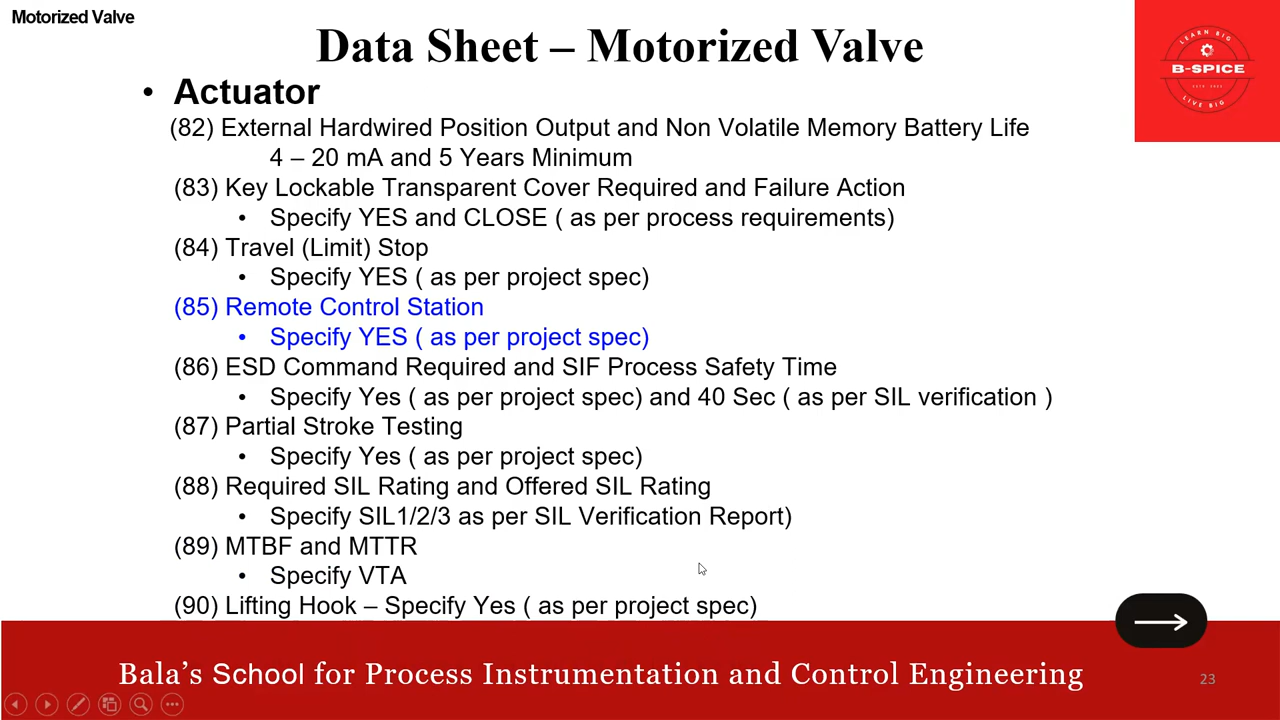 Motorized Valve
Data Sheet – Motorized Valve
LEARN BIG
B-SPICE
LIVE BIG
• Actuator
(82) External Hardwired Position Output and Non Volatile Memory Battery Life
4 – 20 mA and 5 Years Minimum
(83) Key Lockable Transparent Cover Required and Failure Action
• Specify YES and CLOSE ( as per process requirements)
(84) Travel (Limit) Stop
• Specify YES ( as per project spec)
(85) Remote Control Station
• Specify YES ( as per project spec)
(86) ESD Command Required and SIF Process Safety Time
• Specify Yes ( as per project spec) and 40 Sec ( as per SIL verification )
(87) Partial Stroke Testing
• Specify Yes ( as per project spec)
(88) Required SIL Rating and Offered SIL Rating
• Specify SIL1/2/3 as per SIL Verification Report)
(89) MTBF and MTTR
• Specify VTA
(90) Lifting Hook – Specify Yes ( as per project spec)
Bala's School for Process Instrumentation and Control Engineering
23